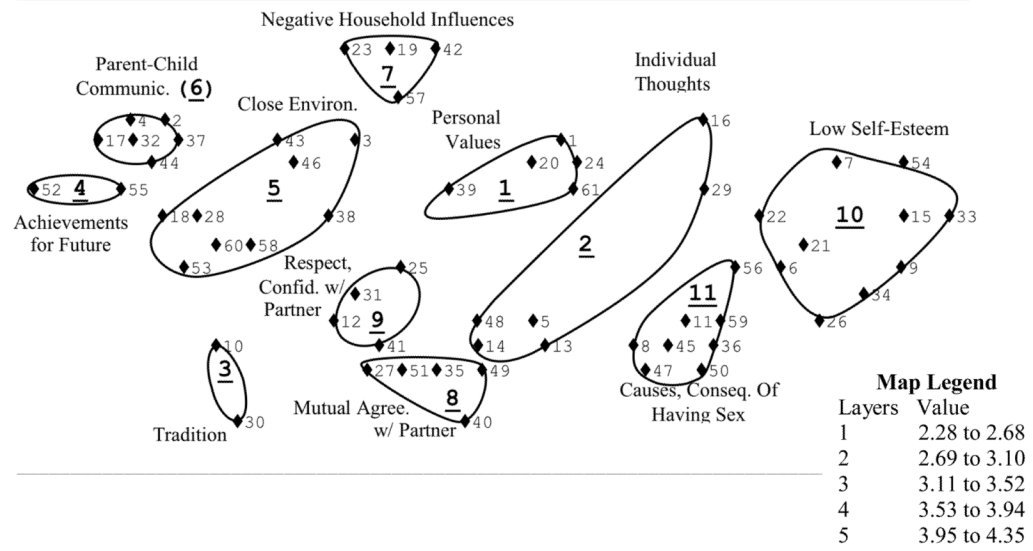 Negative Household Influences
23 19 42
7
57
Parent-Child
Communic. (6)
4 2
17 32 37
44
Close Environ.
43 3
46
5
18 28 38
60 58
53
52 4 55
Achievements
for Future
Personal
Values
1
20 24
39 1 61
Individual
Thoughts
16
29
2
48 5
14 13
Low Self-Esteem
7 54
22 10 15 33
21
6 9
34
26
Respect,
Confid. w/
Partner
25
31
12 9
41
10
3
30
Tradition
27 51 35 49
8
40
Mutual Agree.
w/ Partner
56
11
11 59
8 45 36
47 50
Causes, Conseq. Of
Having Sex
Map Legend
Layers Value
1 2.28 to 2.68
2 2.69 to 3.10
3 3.11 to 3.52
4 3.53 to 3.94
5 3.95 to 4.35